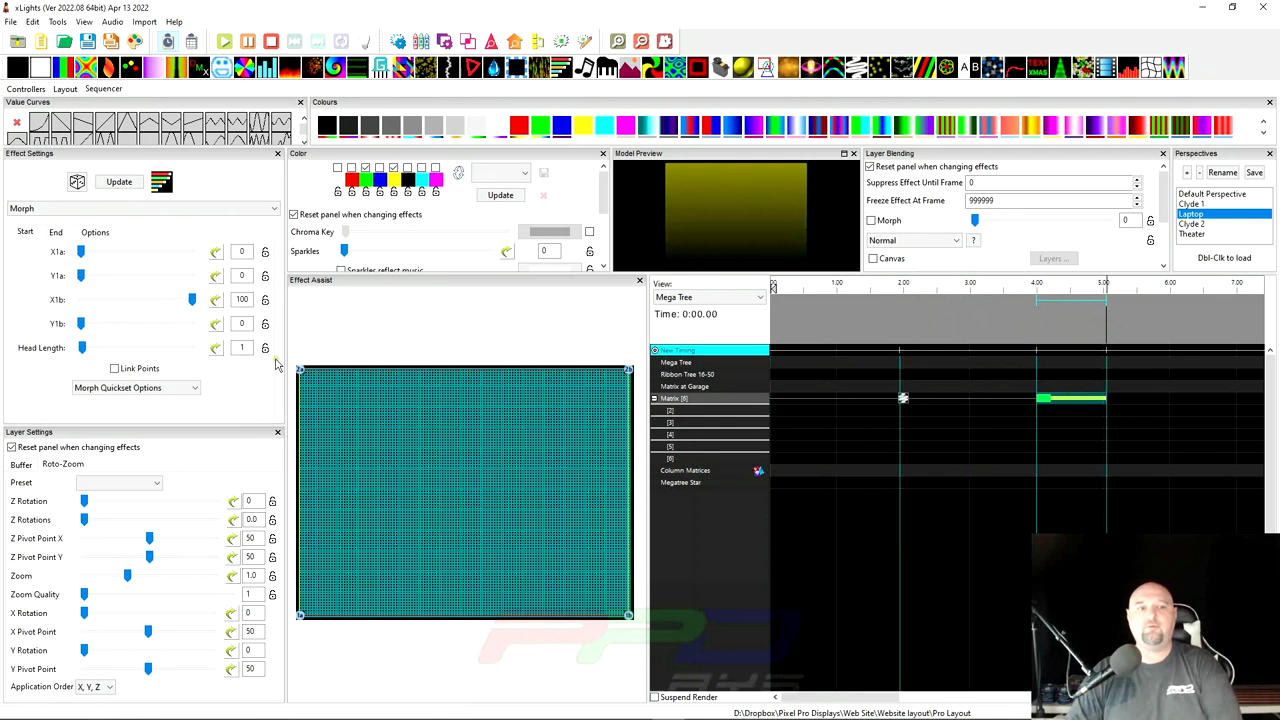 xLights (Ver 2022.08 64bit) Apr 13 2022
File Edit Tools View Audio Import Help
Controllers Layout Sequencer
Value Curves
Colours
Effect Settings
Update
Morph
Start End Options
X1a: 0
Y1a: 0
X1b: 100
Y1b: 0
Head Length: 1
Link Points
Morph Quickset Options
Layer Settings
Reset panel when changing effects
Buffer Roto-Zoom
Preset
Z Rotation 0
Z Rotations 0.0
Z Pivot Point X 50
Z Pivot Point Y 50
Zoom 1.0
Zoom Quality 1
X Rotation 0
X Pivot Point 50
Y Rotation 0
Y Pivot Point 50
Application Order X, Y, Z
Color
Update
Reset panel when changing effects
Chroma Key
Sparkles 0
Sparkles reflect music
Model Preview
Layer Blending
Reset panel when changing effects
Suppress Effect Until Frame 0
Freeze Effect At Frame 999999
Morph 0
Normal ?
Canvas Layers ...
Perspectives
+ - Rename Save
Default Perspective
Clyde 1
Laptop
Clyde 2
Theater
Dbl-Clk to load
Effect Assist
View:
Mega Tree
Time: 0:00.00
1.00 2.00 3.00 4.00 5.00 6.00 7.00
New Timing
Mega Tree
Ribbon Tree 16-50
Matrix at Garage
Matrix [6]
[2]
[3]
[4]
[5]
[6]
Column Matrices
Megatree Star
Suspend Render
D:\Dropbox\Pixel Pro Displays\Web Site\Website layout\Pro Layout